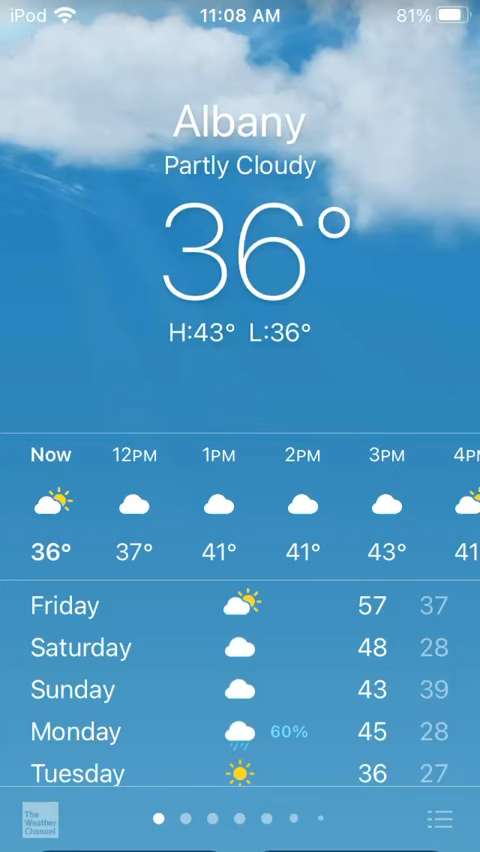 iPod 11:08 AM 81%
Albany
Partly Cloudy
36°
H:43° L:36°
Now 12PM 1PM 2PM 3PM 4PM
36° 37° 41° 41° 43° 41
Friday 57 37
Saturday 48 28
Sunday 43 39
Monday 60% 45 28
Tuesday 36 27
The
Weather
Channel